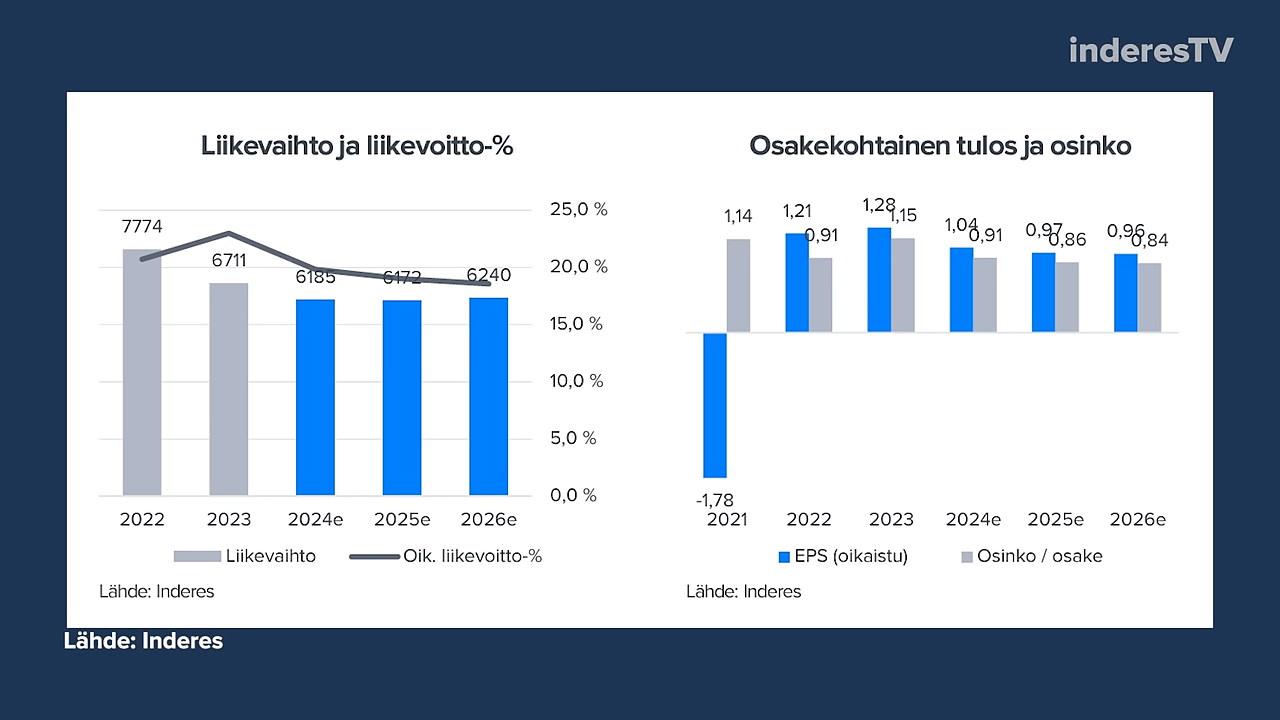 inderesTV
Liikevaihto ja liikevoitto-%
25,0 %
20,0 %
15,0 %
10,0 %
5,0 %
0,0 %
7774
6711
6185
6172
6240
2022
2023
2024e
2025e
2026e
Liikevaihto
Oik. liikevoitto-%
Lähde: Inderes
Osakekohtainen tulos ja osinko
1,14
1,21
0,91
1,28
1,15
1,04
0,91
0,97
0,86
0,96
0,84
-1,78
2021
2022
2023
2024e
2025e
2026e
EPS (oikaistu)
Osinko / osake
Lähde: Inderes
Lähde: Inderes